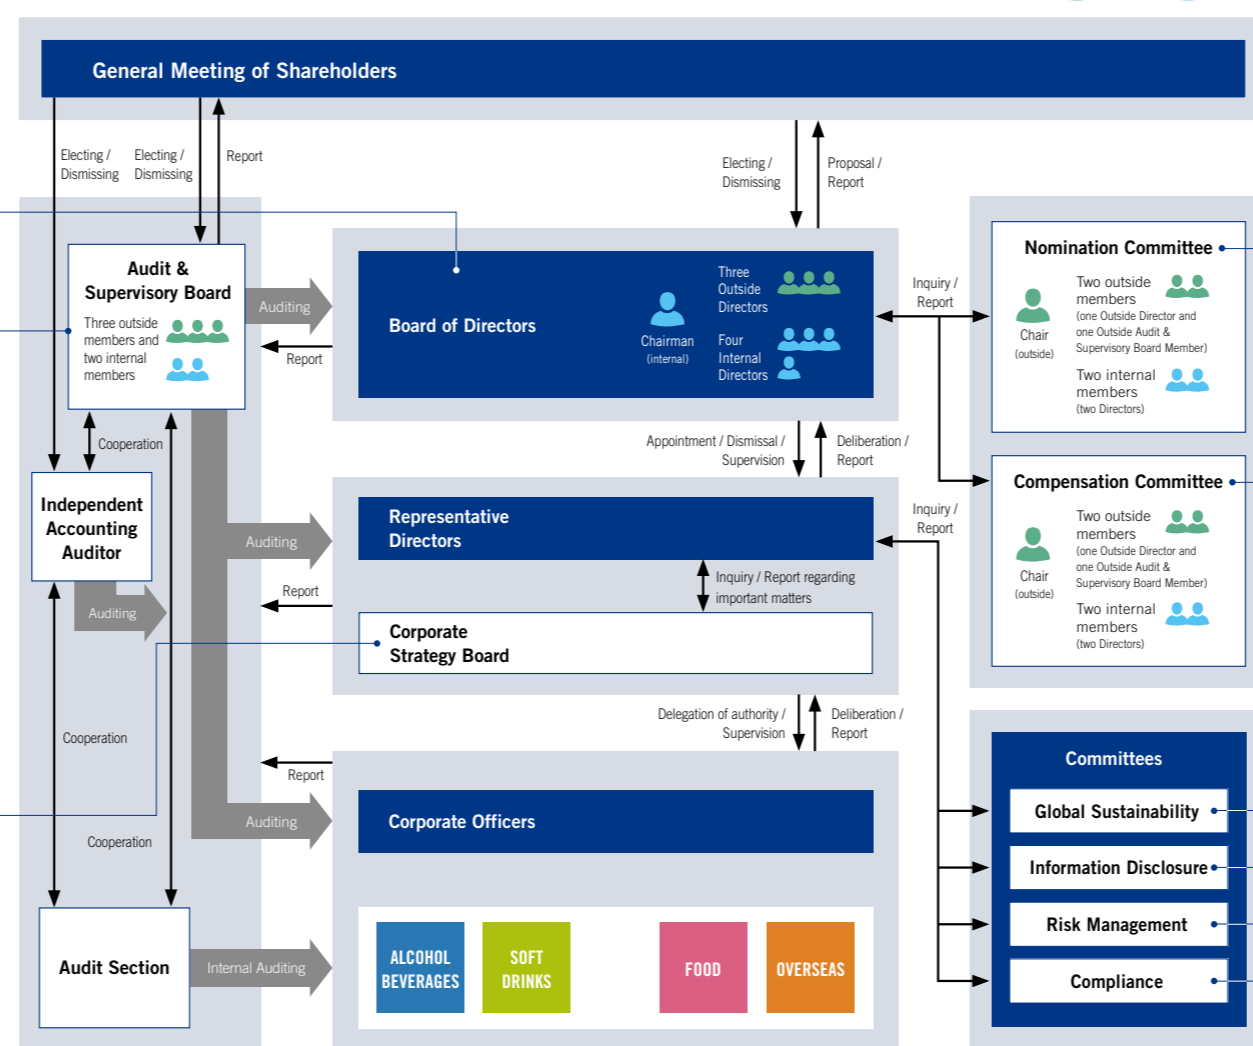 General Meeting of Shareholders
Electing /
Dismissing
Electing /
Dismissing
Report
Electing /
Dismissing
Proposal /
Report
Audit &
Supervisory Board
Three outside
members and
two internal
members
Auditing
Report
Board of Directors
Chairman
(internal)
Three
Outside
Directors
Four
Internal
Directors
Inquiry /
Report
Nomination Committee
Chair
(outside)
Two outside
members
(one Outside Director and
one Outside Audit &
Supervisory Board Member)
Two internal
members
(two Directors)
Cooperation
Appointment / Dismissal /
Supervision
Deliberation /
Report
Compensation Committee
Chair
(outside)
Two outside
members
(one Outside Director and
one Outside Audit &
Supervisory Board Member)
Two internal
members
(two Directors)
Independent
Accounting
Auditor
Auditing
Auditing
Report
Representative
Directors
Inquiry /
Report
Inquiry / Report regarding
important matters
Corporate
Strategy Board
Cooperation
Delegation of authority /
Supervision
Deliberation /
Report
Report
Cooperation
Auditing
Corporate Officers
Committees
Global Sustainability
Information Disclosure
Risk Management
Compliance
Audit Section
Internal Auditing
ALCOHOL
BEVERAGES
SOFT
DRINKS
FOOD
OVERSEAS